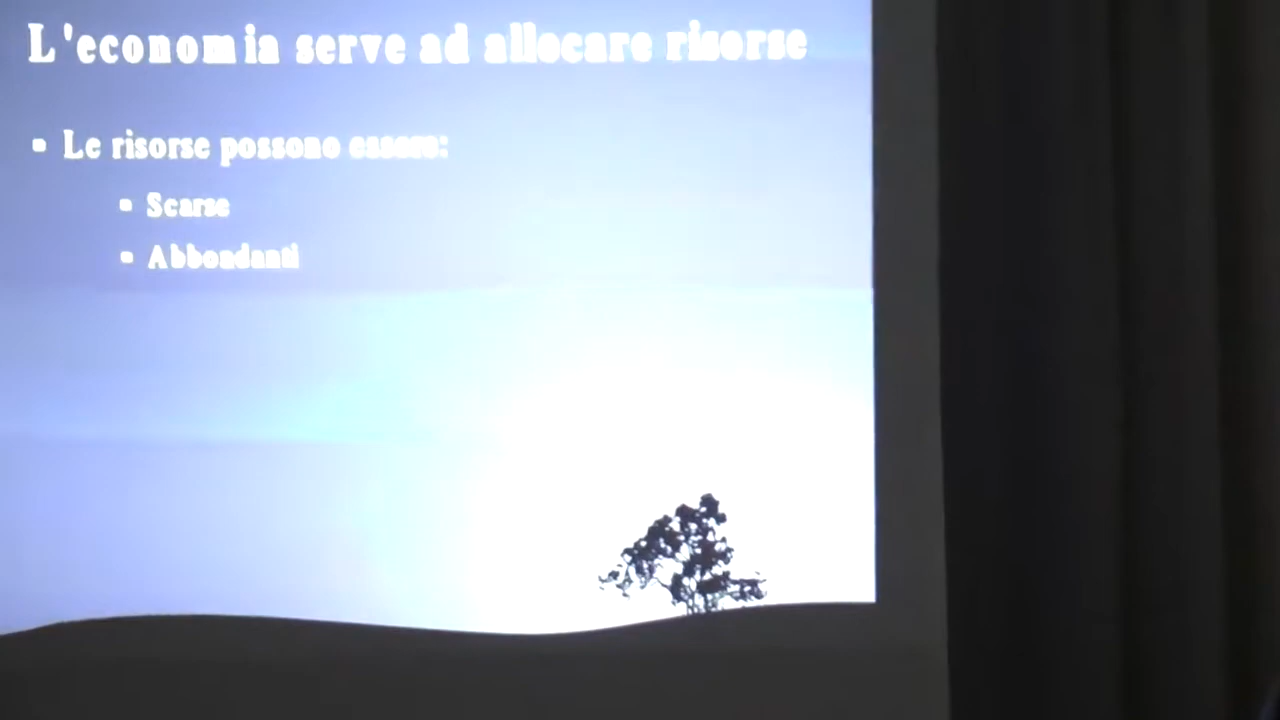 L'economia serve ad allocare risorse
▪ Le risorse possono essere:
▪ Scarse
▪ Abbondanti